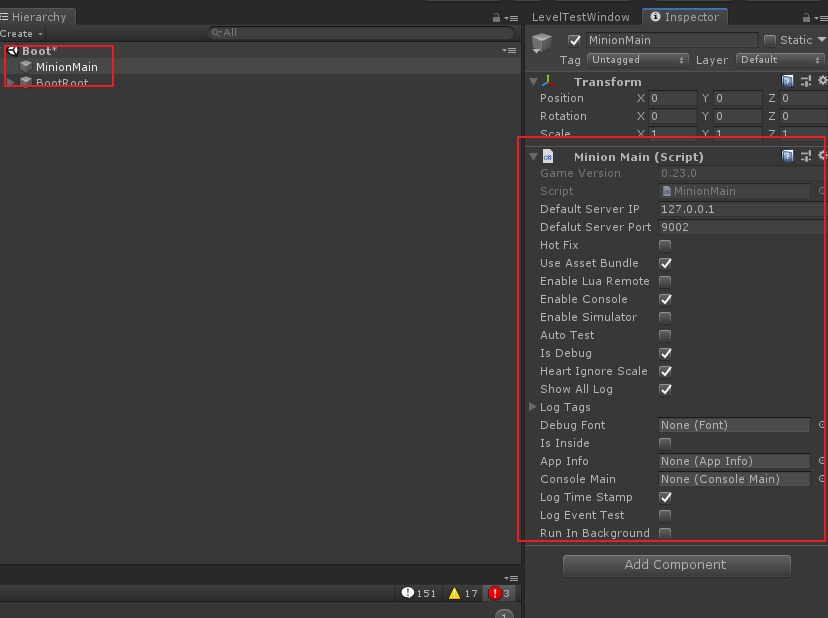 Hierarchy
Create
All
Boot*
MinionMain
BootRoot
151 17 3
LevelTestWindow Inspector
MinionMain Static
Tag Untagged Layer Default
Transform
Position X 0 Y 0 Z 0
Rotation X 0 Y 0 Z 0
Scale X 1 Y 1 Z 1
Minion Main (Script)
Game Version 0.23.0
Script MinionMain
Default Server IP 127.0.0.1
Defalut Server Port 9002
Hot Fix
Use Asset Bundle
Enable Lua Remote
Enable Console
Enable Simulator
Auto Test
Is Debug
Heart Ignore Scale
Show All Log
Log Tags
Debug Font None (Font)
Is Inside
App Info None (App Info)
Console Main None (Console Main)
Log Time Stamp
Log Event Test
Run In Background
Add Component